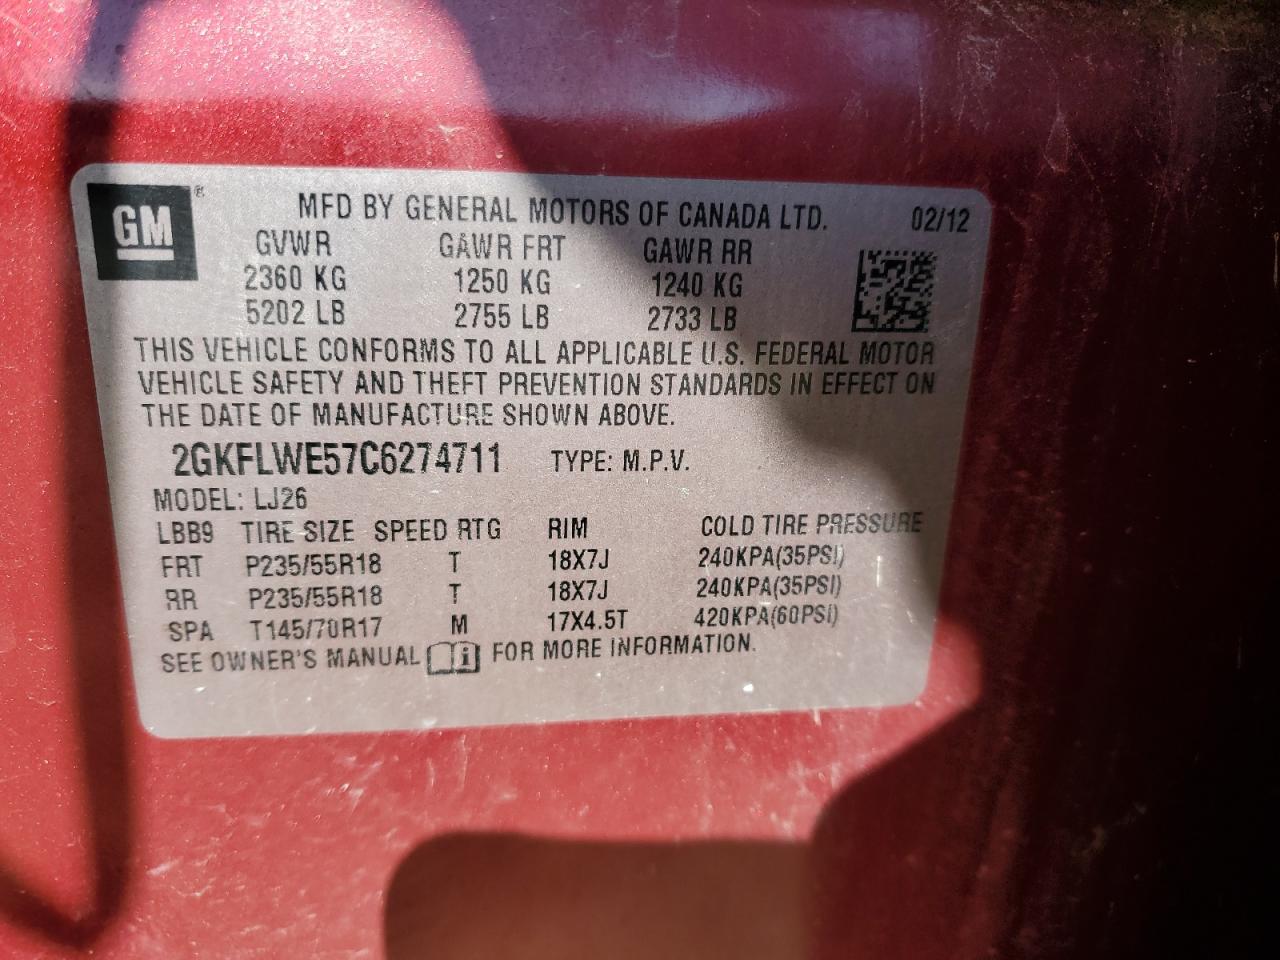 GM ® MFD BY GENERAL MOTORS OF CANADA LTD. 02/12
GVWR GAWR FRT GAWR RR
2360 KG 1250 KG 1240 KG
5202 LB 2755 LB 2733 LB
THIS VEHICLE CONFORMS TO ALL APPLICABLE U.S. FEDERAL MOTOR
VEHICLE SAFETY AND THEFT PREVENTION STANDARDS IN EFFECT ON
THE DATE OF MANUFACTURE SHOWN ABOVE.
2GKFLWE57C6274711 TYPE: M.P.V.
MODEL: LJ26
LBB9 TIRE SIZE SPEED RTG RIM COLD TIRE PRESSURE
FRT P235/55R18 T 18X7J 240KPA(35PSI)
RR P235/55R18 T 18X7J 240KPA(35PSI)
SPA T145/70R17 M 17X4.5T 420KPA(60PSI)
SEE OWNER'S MANUAL i FOR MORE INFORMATION.